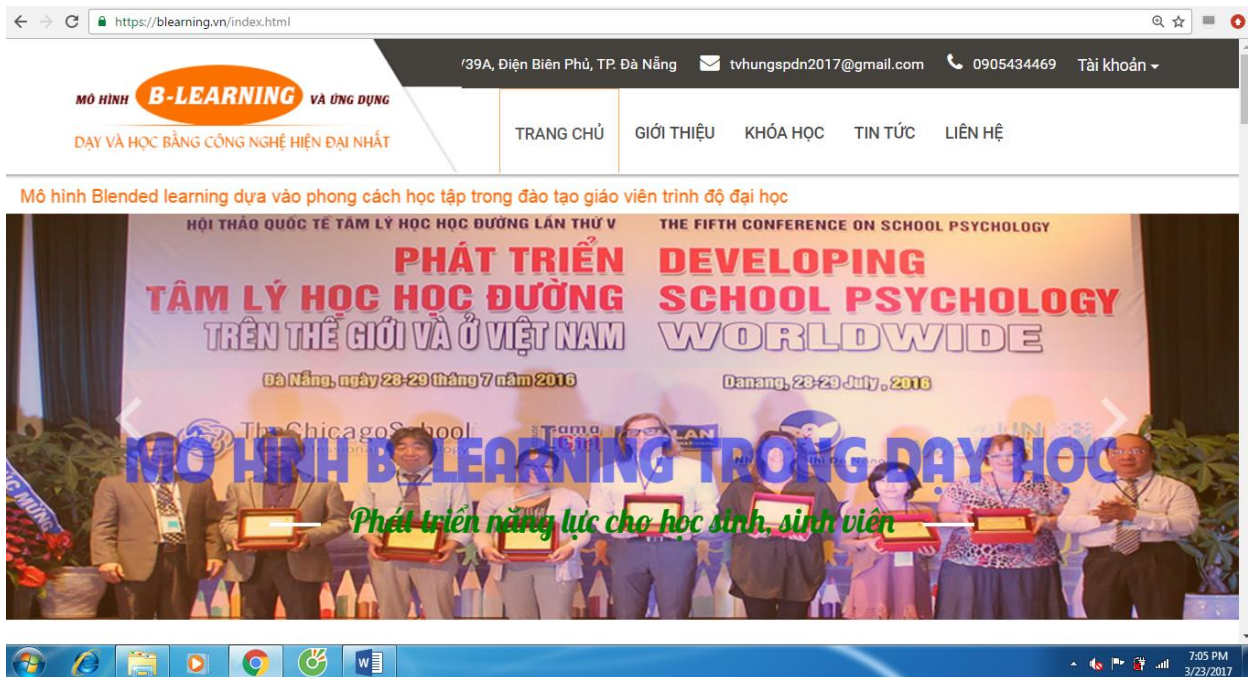 https://blearning.vn/index.html
/39A, Điện Biên Phủ, TP. Đà Nẵng tvhungspdn2017@gmail.com 0905434469 Tài khoản
MÔ HÌNH B-LEARNING VÀ ỨNG DỤNG
DẠY VÀ HỌC BẰNG CÔNG NGHỆ HIỆN ĐẠI NHẤT
TRANG CHỦ GIỚI THIỆU KHÓA HỌC TIN TỨC LIÊN HỆ
Mô hình Blended learning dựa vào phong cách học tập trong đào tạo giáo viên trình độ đại học
HỘI THẢO QUỐC TẾ TÂM LÝ HỌC HỌC ĐƯỜNG LẦN THỨ V
PHÁT TRIỂN
TÂM LÝ HỌC HỌC ĐƯỜNG
TRÊN THẾ GIỚI VÀ Ở VIỆT NAM
Đà Nẵng, ngày 28-29 tháng 7 năm 2016
THE FIFTH CONFERENCE ON SCHOOL PSYCHOLOGY
DEVELOPING
SCHOOL PSYCHOLOGY
WORLDWIDE
Danang, 28-29 July, 2016
MÔ HÌNH B_LEARNING TRONG DẠY HỌC
Phát triển năng lực cho học sinh, sinh viên
7:05 PM
3/23/2017